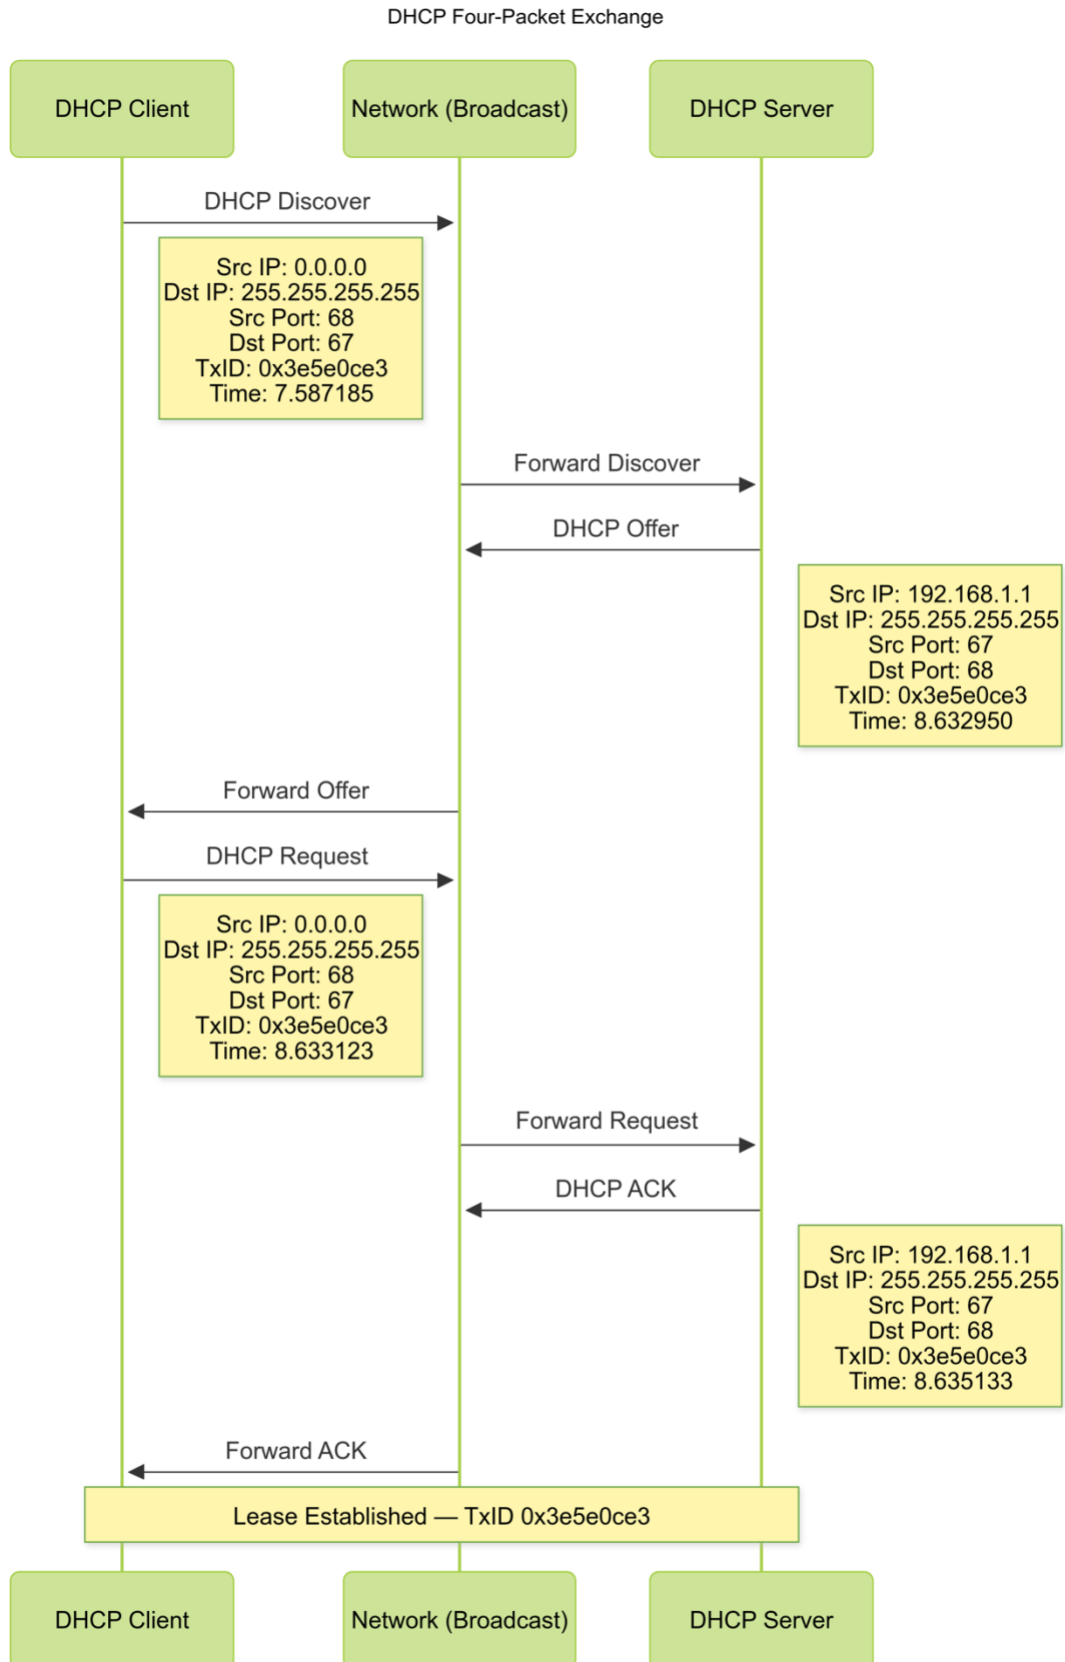 DHCP Four-Packet Exchange
DHCP Client
Network (Broadcast)
DHCP Server
DHCP Discover
Src IP: 0.0.0.0
Dst IP: 255.255.255.255
Src Port: 68
Dst Port: 67
TxID: 0x3e5e0ce3
Time: 7.587185
Forward Discover
DHCP Offer
Src IP: 192.168.1.1
Dst IP: 255.255.255.255
Src Port: 67
Dst Port: 68
TxID: 0x3e5e0ce3
Time: 8.632950
Forward Offer
DHCP Request
Src IP: 0.0.0.0
Dst IP: 255.255.255.255
Src Port: 68
Dst Port: 67
TxID: 0x3e5e0ce3
Time: 8.633123
Forward Request
DHCP ACK
Src IP: 192.168.1.1
Dst IP: 255.255.255.255
Src Port: 67
Dst Port: 68
TxID: 0x3e5e0ce3
Time: 8.635133
Forward ACK
Lease Established — TxID 0x3e5e0ce3
DHCP Client
Network (Broadcast)
DHCP Server